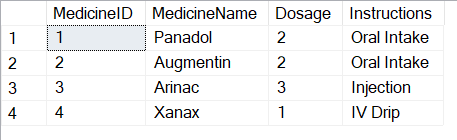 MedicineID MedicineName Dosage Instructions
1 1 Panadol 2 Oral Intake
2 2 Augmentin 2 Oral Intake
3 3 Arinac 3 Injection
4 4 Xanax 1 IV Drip